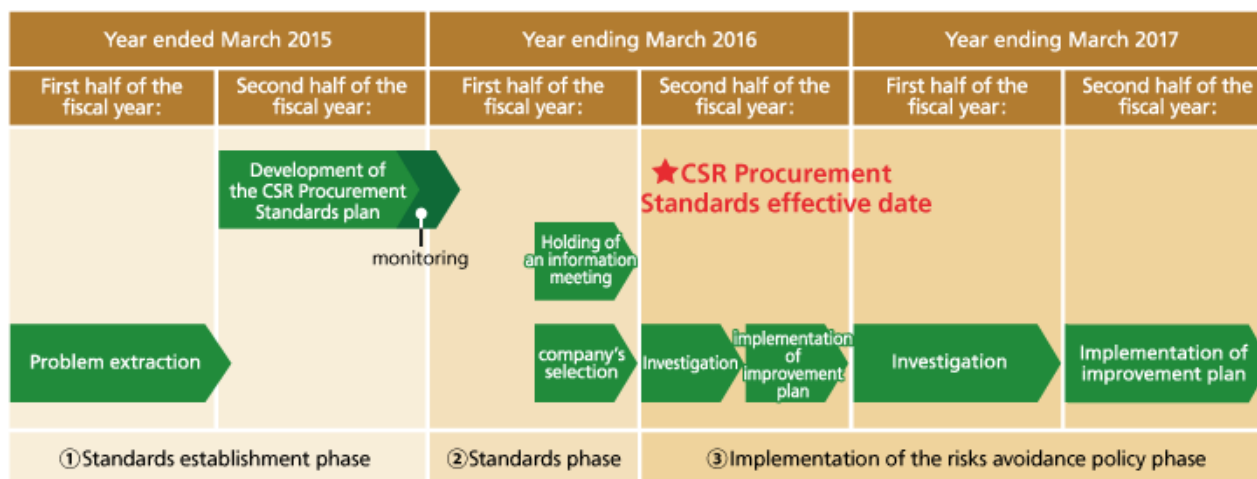 Year ended March 2015
Year ending March 2016
Year ending March 2017
First half of the
fiscal year:
Second half of the
fiscal year:
First half of the
fiscal year:
Second half of the
fiscal year:
First half of the
fiscal year:
Second half of the
fiscal year:
Development of
the CSR Procurement
Standards plan
monitoring
★CSR Procurement
Standards effective date
Holding of
an information
meeting
Problem extraction
company's
selection
Investigation
implementation
of
improvement
plan
Investigation
Implementation of
improvement plan
①Standards establishment phase
②Standards phase
③Implementation of the risks avoidance policy phase